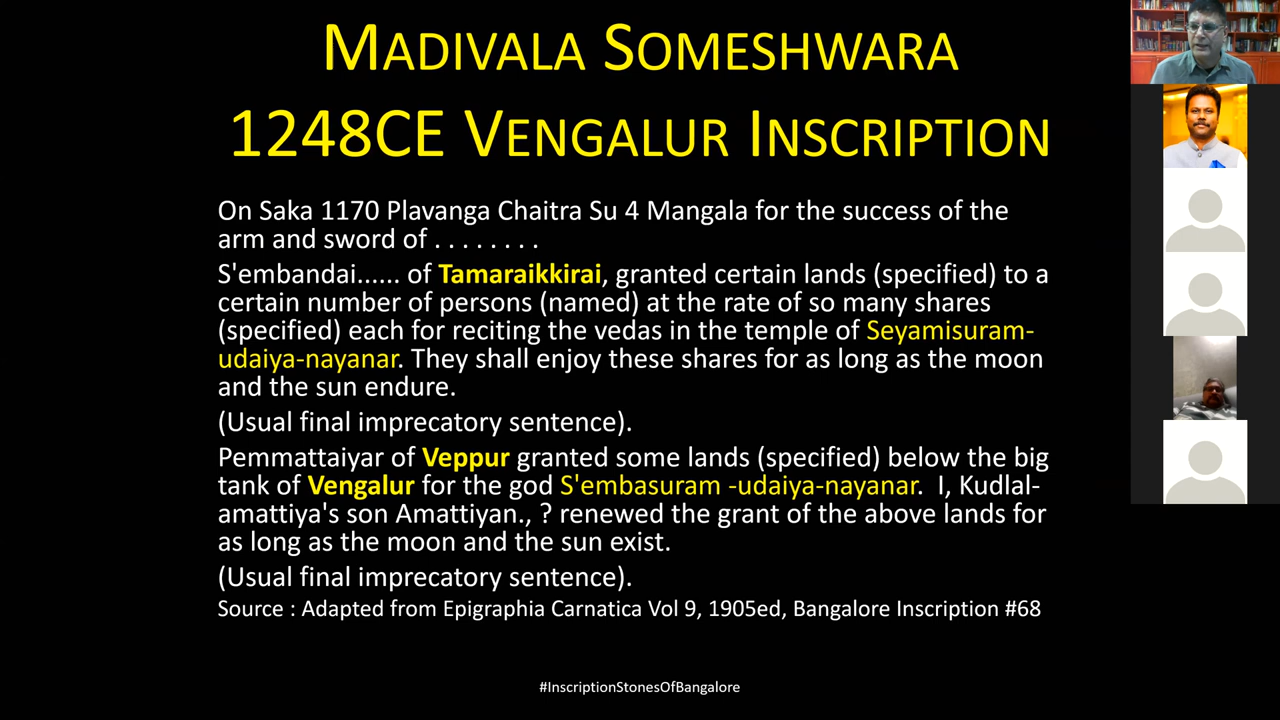 MADIVALA SOMESHWARA
1248CE VENGALUR INSCRIPTION
On Saka 1170 Plavanga Chaitra Su 4 Mangala for the success of the
arm and sword of . . . . . . . .
S'embandai...... of Tamaraikkirai, granted certain lands (specified) to a
certain number of persons (named) at the rate of so many shares
(specified) each for reciting the vedas in the temple of Seyamisuram-
udaiya-nayanar. They shall enjoy these shares for as long as the moon
and the sun endure.
(Usual final imprecatory sentence).
Pemmattaiyar of Veppur granted some lands (specified) below the big
tank of Vengalur for the god S'embasuram -udaiya-nayanar. I, Kudlal-
amattiya's son Amattiyan., ? renewed the grant of the above lands for
as long as the moon and the sun exist.
(Usual final imprecatory sentence).
Source : Adapted from Epigraphia Carnatica Vol 9, 1905ed, Bangalore Inscription #68
#InscriptionStonesOfBangalore